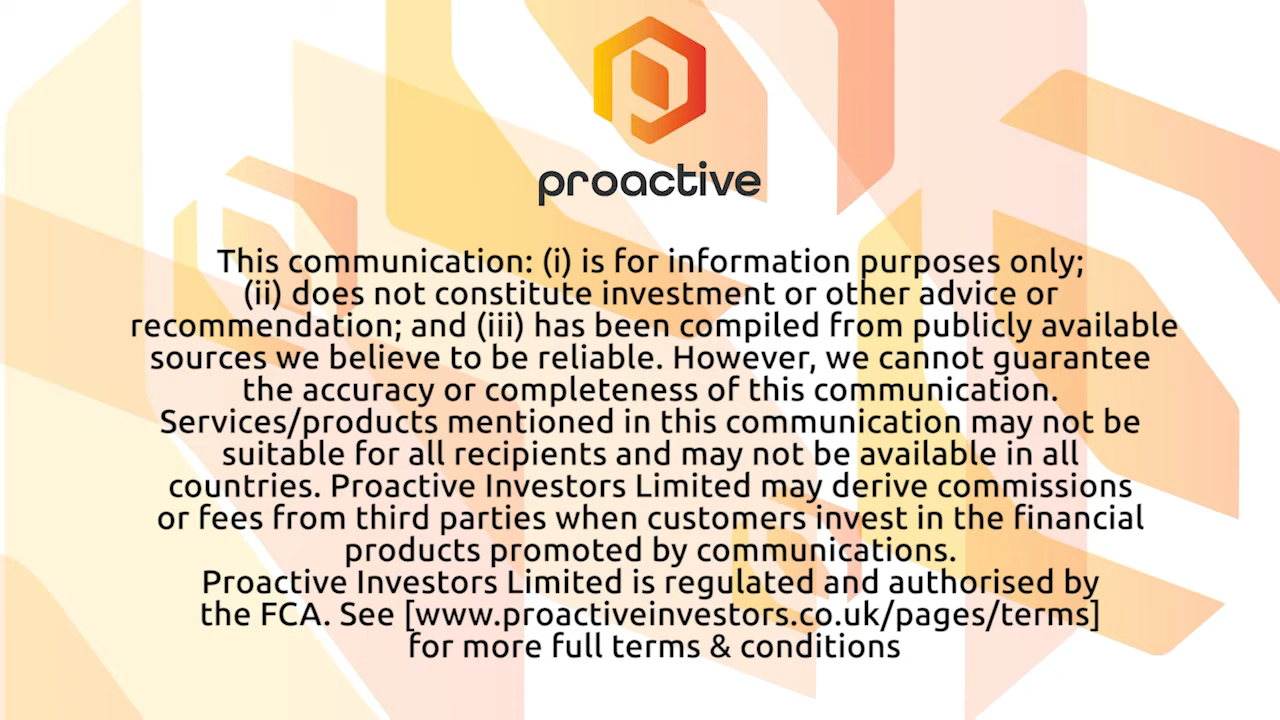 proactive
This communication: (i) is for information purposes only;
(ii) does not constitute investment or other advice or
recommendation; and (iii) has been compiled from publicly available
sources we believe to be reliable. However, we cannot guarantee
the accuracy or completeness of this communication.
Services/products mentioned in this communication may not be
suitable for all recipients and may not be available in all
countries. Proactive Investors Limited may derive commissions
or fees from third parties when customers invest in the financial
products promoted by communications.
Proactive Investors Limited is regulated and authorised by
the FCA. See [www.proactiveinvestors.co.uk/pages/terms]
for more full terms & conditions